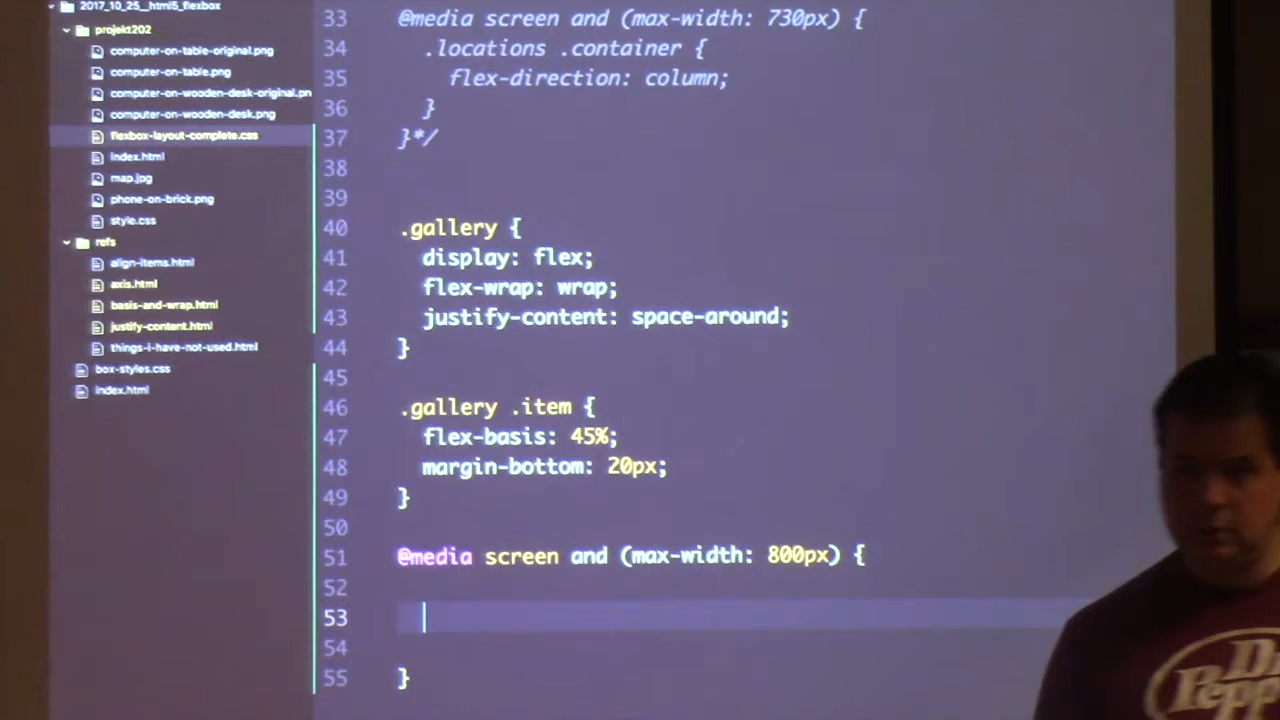 2017_10_25__html5_flexbox
projekt202
computer-on-table-original.png
computer-on-table.png
computer-on-wooden-desk-original.pn
computer-on-wooden-desk.png
flexbox-layout-complete.css
index.html
map.jpg
phone-on-brick.png
style.css
refs
align-items.html
axis.html
basis-and-wrap.html
justify-content.html
things-i-have-not-used.html
box-styles.css
index.html
33 @media screen and (max-width: 730px) {
34 .locations .container {
35 flex-direction: column;
36 }
37 }*/
38
39
40 .gallery {
41 display: flex;
42 flex-wrap: wrap;
43 justify-content: space-around;
44 }
45
46 .gallery .item {
47 flex-basis: 45%;
48 margin-bottom: 20px;
49 }
50
51 @media screen and (max-width: 800px) {
52
53
54
55 }
Dr
Pepp